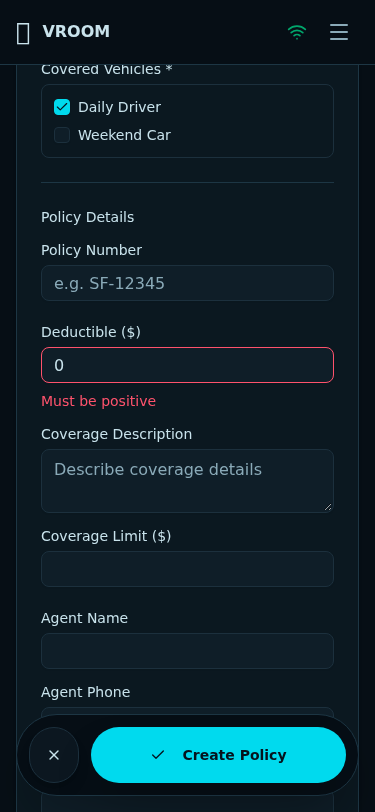 VROOM
Covered Vehicles *
Daily Driver
Weekend Car
Policy Details
Policy Number
e.g. SF-12345
Deductible ($)
0
Must be positive
Coverage Description
Describe coverage details
Coverage Limit ($)
Agent Name
Agent Phone
Create Policy